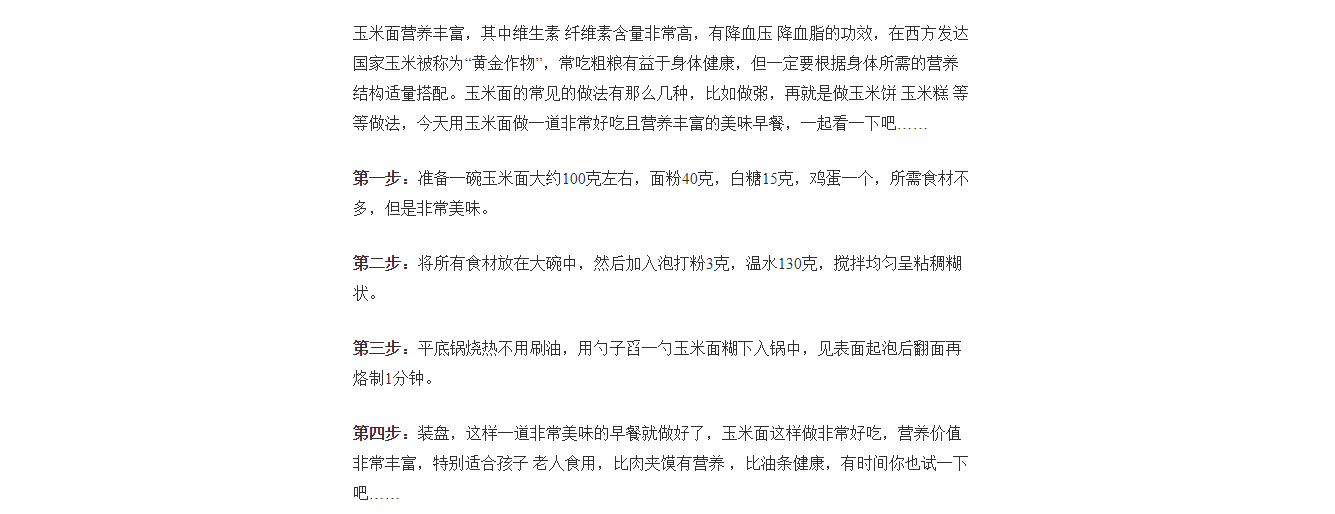 玉米面营养丰富，其中维生素 纤维素含量非常高，有降血压 降血脂的功效，在西方发达
国家玉米被称为“黄金作物”，常吃粗粮有益于身体健康，但一定要根据身体所需的营养
结构适量搭配。玉米面的常见的做法有那么几种，比如做粥，再就是做玉米饼 玉米糕 等
等做法，今天用玉米面做一道非常好吃且营养丰富的美味早餐，一起看一下吧……
第一步：准备一碗玉米面大约100克左右，面粉40克，白糖15克，鸡蛋一个，所需食材不
多，但是非常美味。
第二步：将所有食材放在大碗中，然后加入泡打粉3克，温水130克，搅拌均匀呈粘稠糊
状。
第三步：平底锅烧热不用刷油，用勺子舀一勺玉米面糊下入锅中，见表面起泡后翻面再
烙制1分钟。
第四步：装盘，这样一道非常美味的早餐就做好了，玉米面这样做非常好吃，营养价值
非常丰富，特别适合孩子 老人食用，比肉夹馍有营养 ，比油条健康，有时间你也试一下
吧……